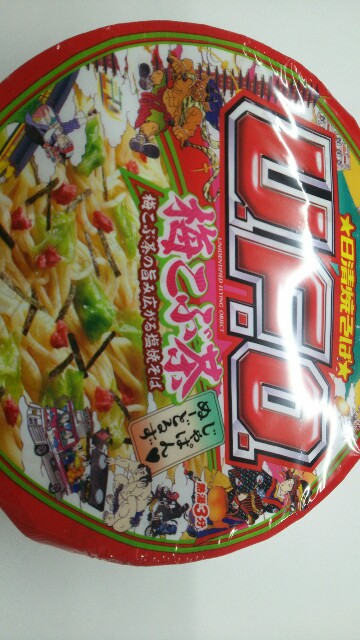 ★日清焼そば★
U.F.O.
UNIDENTIFIED FLYING OBJECT
梅こぶ茶
梅こぶ茶の旨み広がる塩焼そば
じゃぱん♥
ぬーどるず
熱湯3分